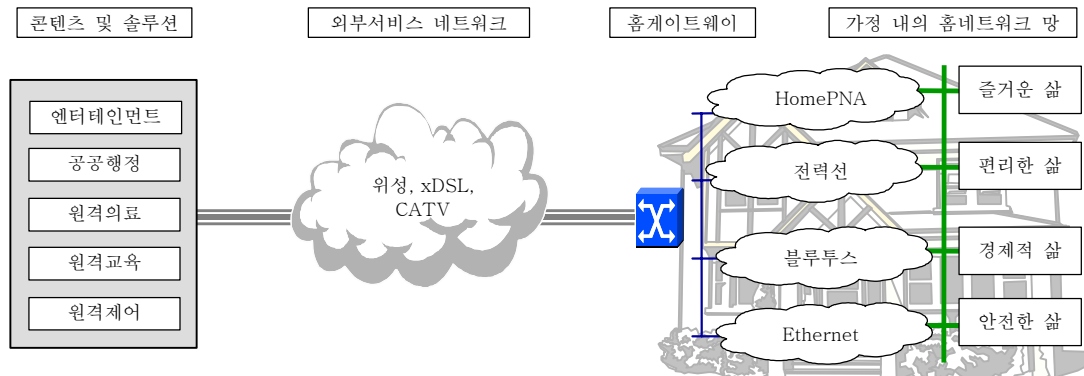 콘텐츠 및 솔루션
외부서비스 네트워크
홈게이트웨이
가정 내의 홈네트워크 망
엔터테인먼트
공공행정
원격의료
원격교육
원격제어
위성, xDSL,
CATV
HomePNA
전력선
블루투스
Ethernet
즐거운 삶
편리한 삶
경제적 삶
안전한 삶